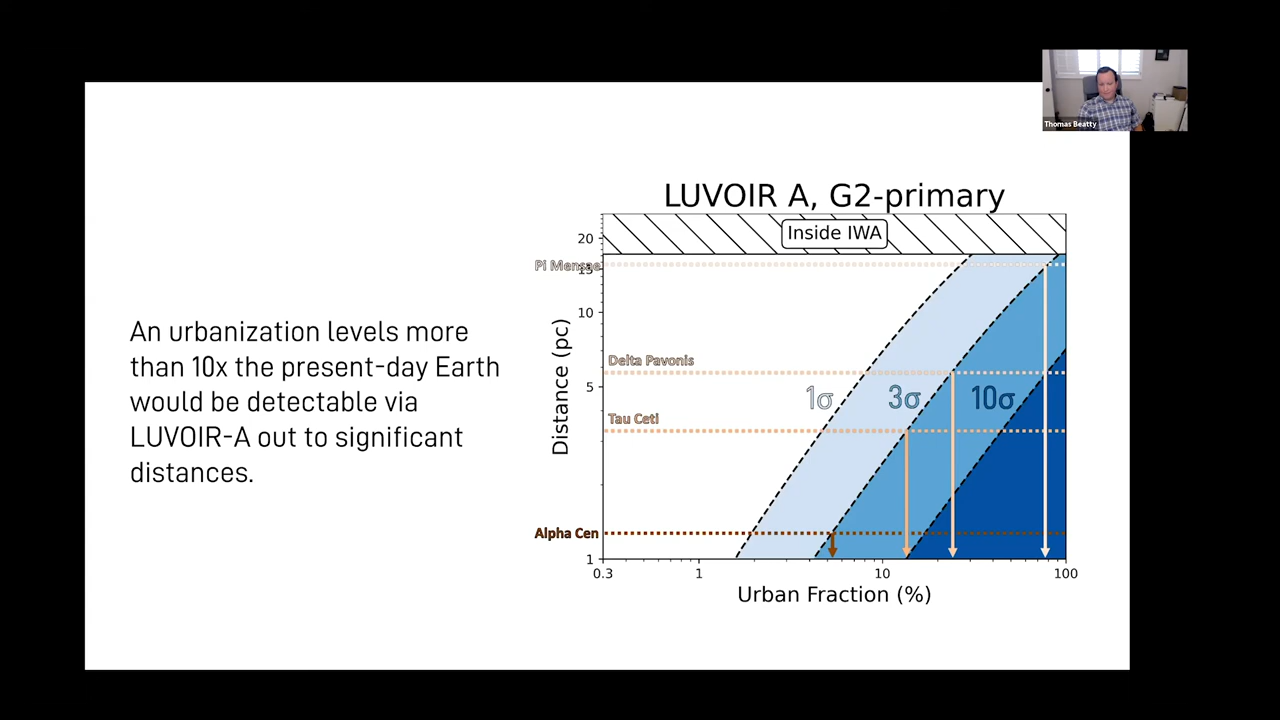 Thomas Beatty
LUVOIR A, G2-primary
Inside IWA
20
Pi Mensae
15
10
Delta Pavonis
5
1σ
3σ
10σ
Tau Ceti
Alpha Cen
1
0.3
1
10
100
Distance (pc)
Urban Fraction (%)
An urbanization levels more
than 10x the present-day Earth
would be detectable via
LUVOIR-A out to significant
distances.